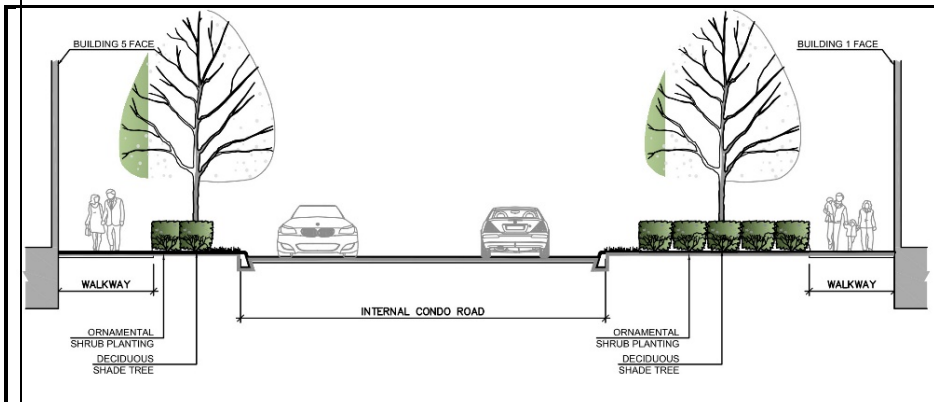 BUILDING 5 FACE
BUILDING 1 FACE
WALKWAY
INTERNAL CONDO ROAD
WALKWAY
ORNAMENTAL
SHRUB PLANTING
DECIDUOUS
SHADE TREE
ORNAMENTAL
SHRUB PLANTING
DECIDUOUS
SHADE TREE